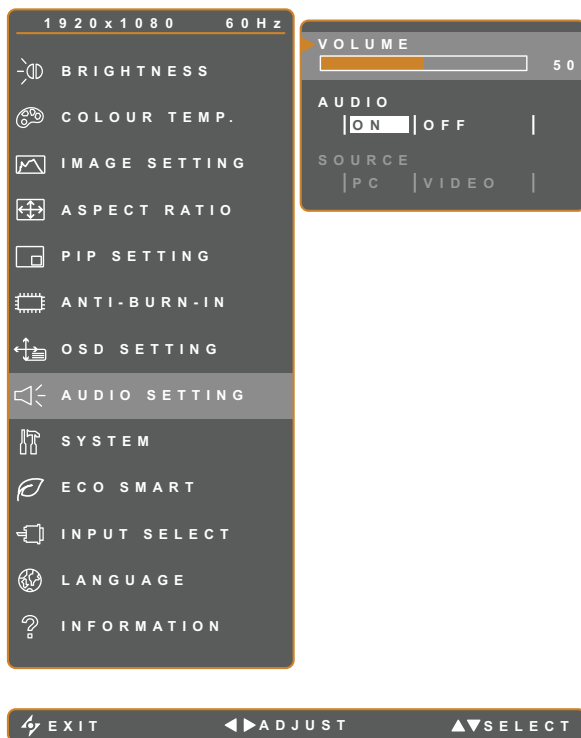 1920x1080 60Hz
BRIGHTNESS
COLOUR TEMP.
IMAGE SETTING
ASPECT RATIO
PIP SETTING
ANTI-BURN-IN
OSD SETTING
AUDIO SETTING
SYSTEM
ECO SMART
INPUT SELECT
LANGUAGE
INFORMATION
VOLUME
50
AUDIO
ON OFF
SOURCE
PC VIDEO
EXIT ADJUST SELECT